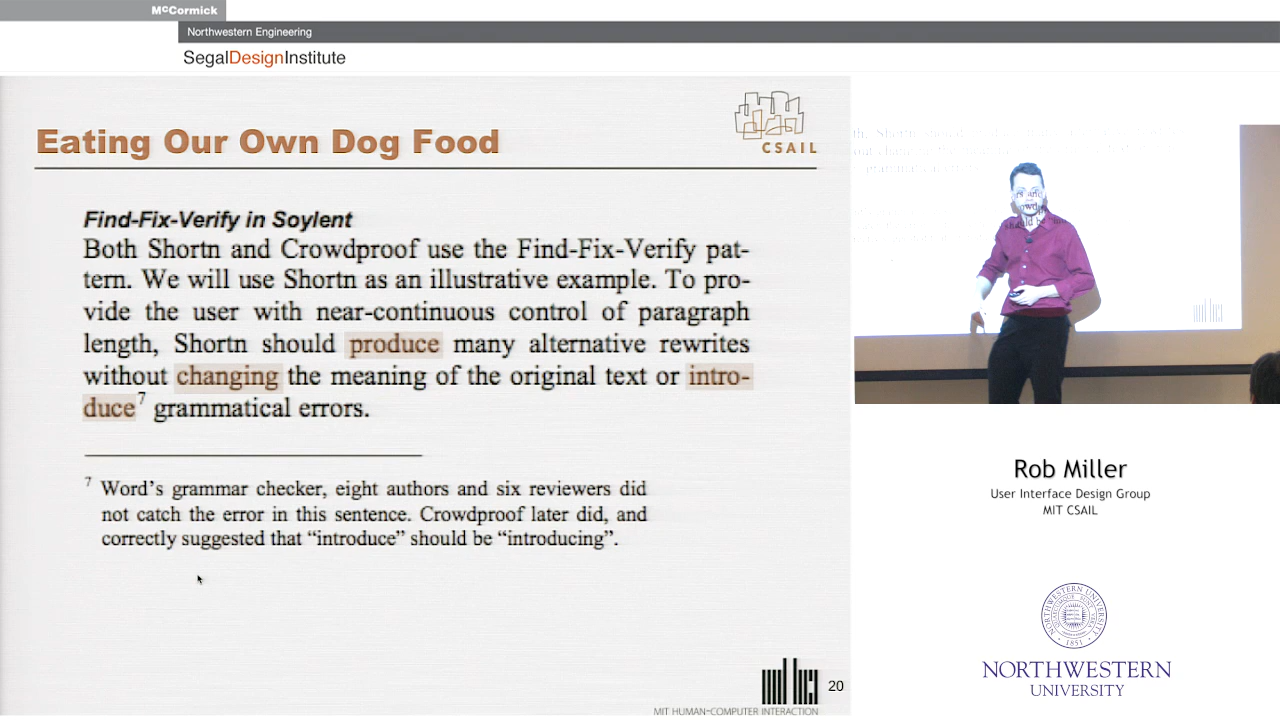 McCormick
Northwestern Engineering
SegalDesignInstitute
Eating Our Own Dog Food
CSAIL
Find-Fix-Verify in Soylent
Both Shortn and Crowdproof use the Find-Fix-Verify pat-
tern. We will use Shortn as an illustrative example. To pro-
vide the user with near-continuous control of paragraph
length, Shortn should produce many alternative rewrites
without changing the meaning of the original text or intro-
duce7 grammatical errors.
7 Word's grammar checker, eight authors and six reviewers did
not catch the error in this sentence. Crowdproof later did, and
correctly suggested that "introduce" should be "introducing".
20
MIT HUMAN-COMPUTER INTERACTION
Rob Miller
User Interface Design Group
MIT CSAIL
NORTHWESTERN
UNIVERSITY